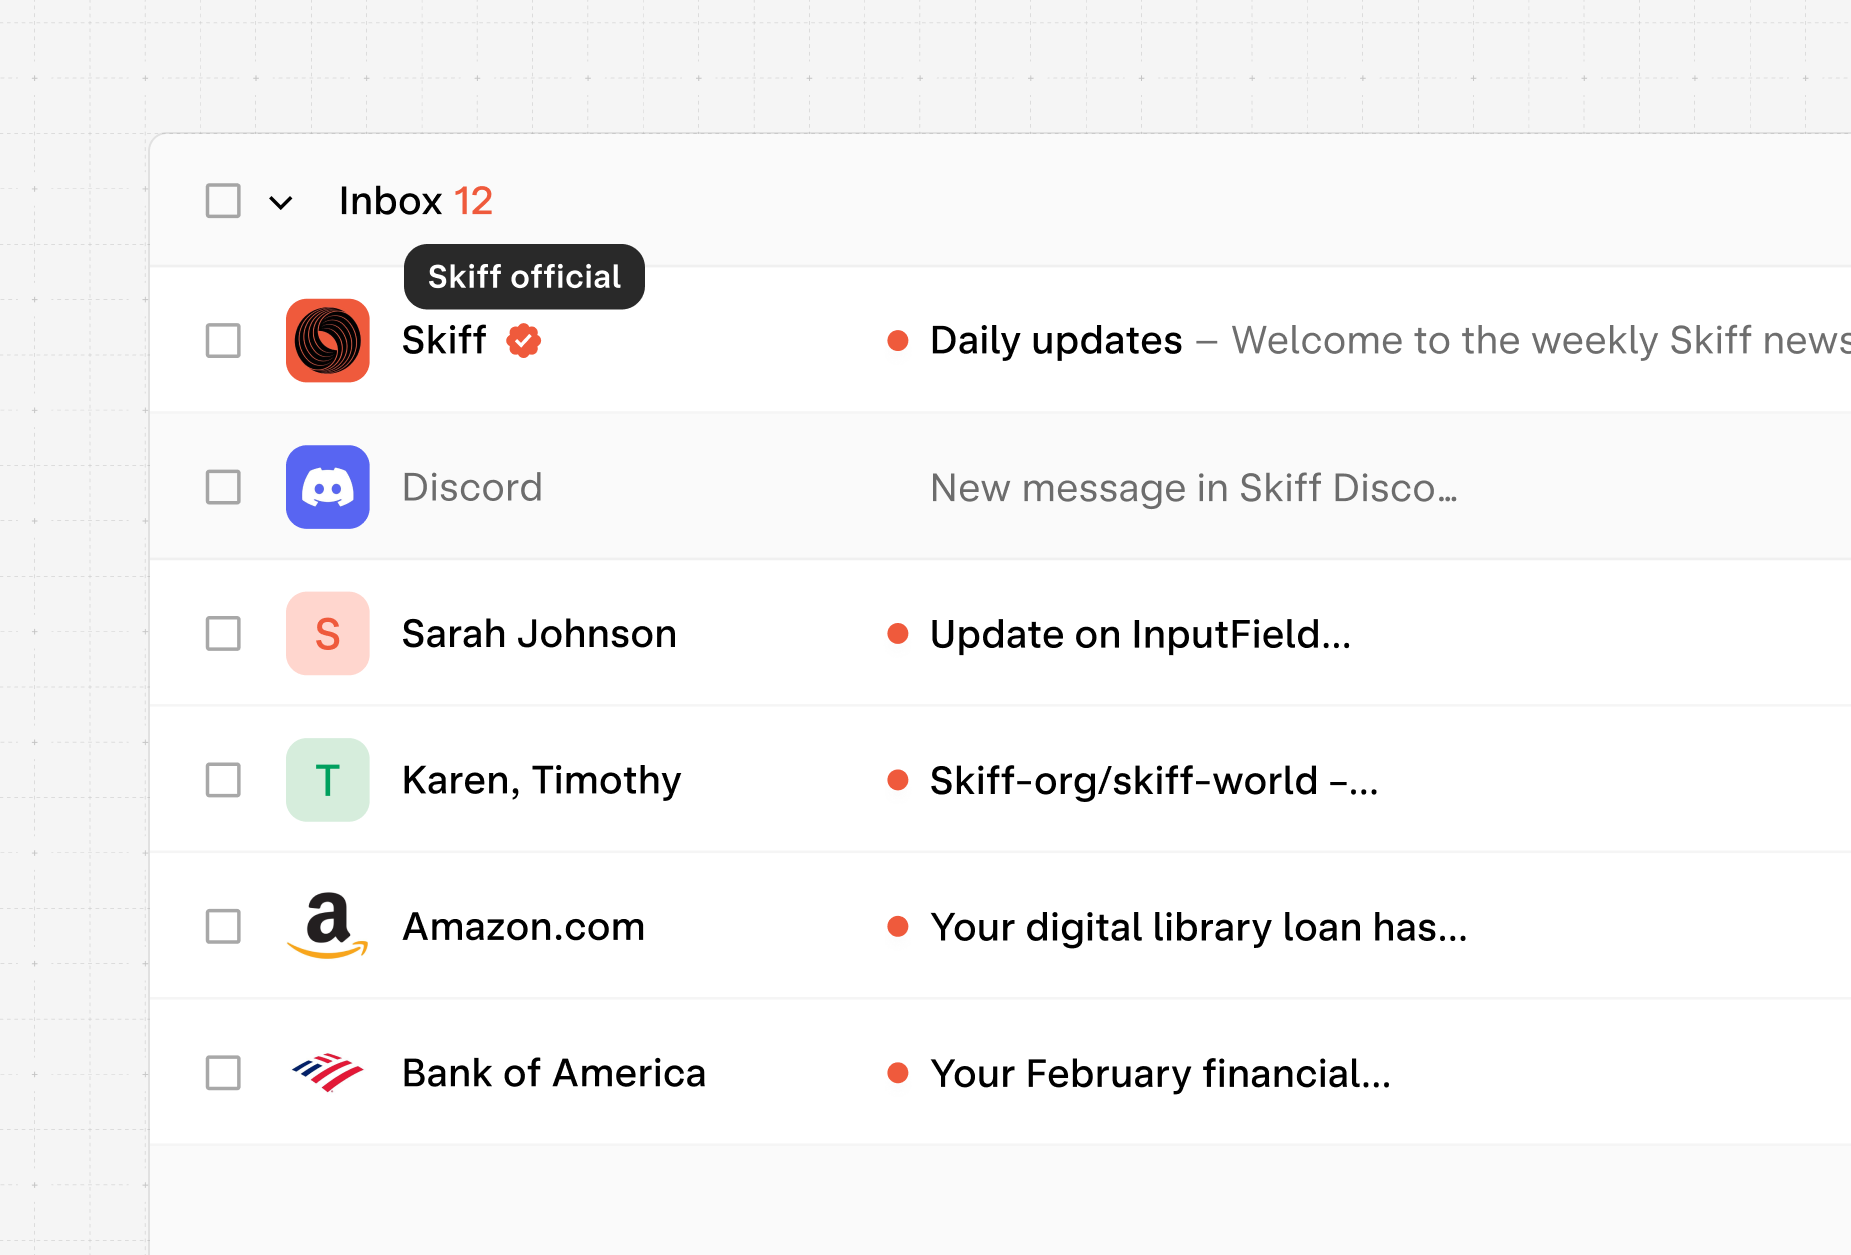 Inbox 12
Skiff official
Skiff
Daily updates – Welcome to the weekly Skiff news
Discord
New message in Skiff Disco...
S
Sarah Johnson
Update on InputField...
T
Karen, Timothy
Skiff-org/skiff-world –...
a
Amazon.com
Your digital library loan has...
Bank of America
Your February financial...